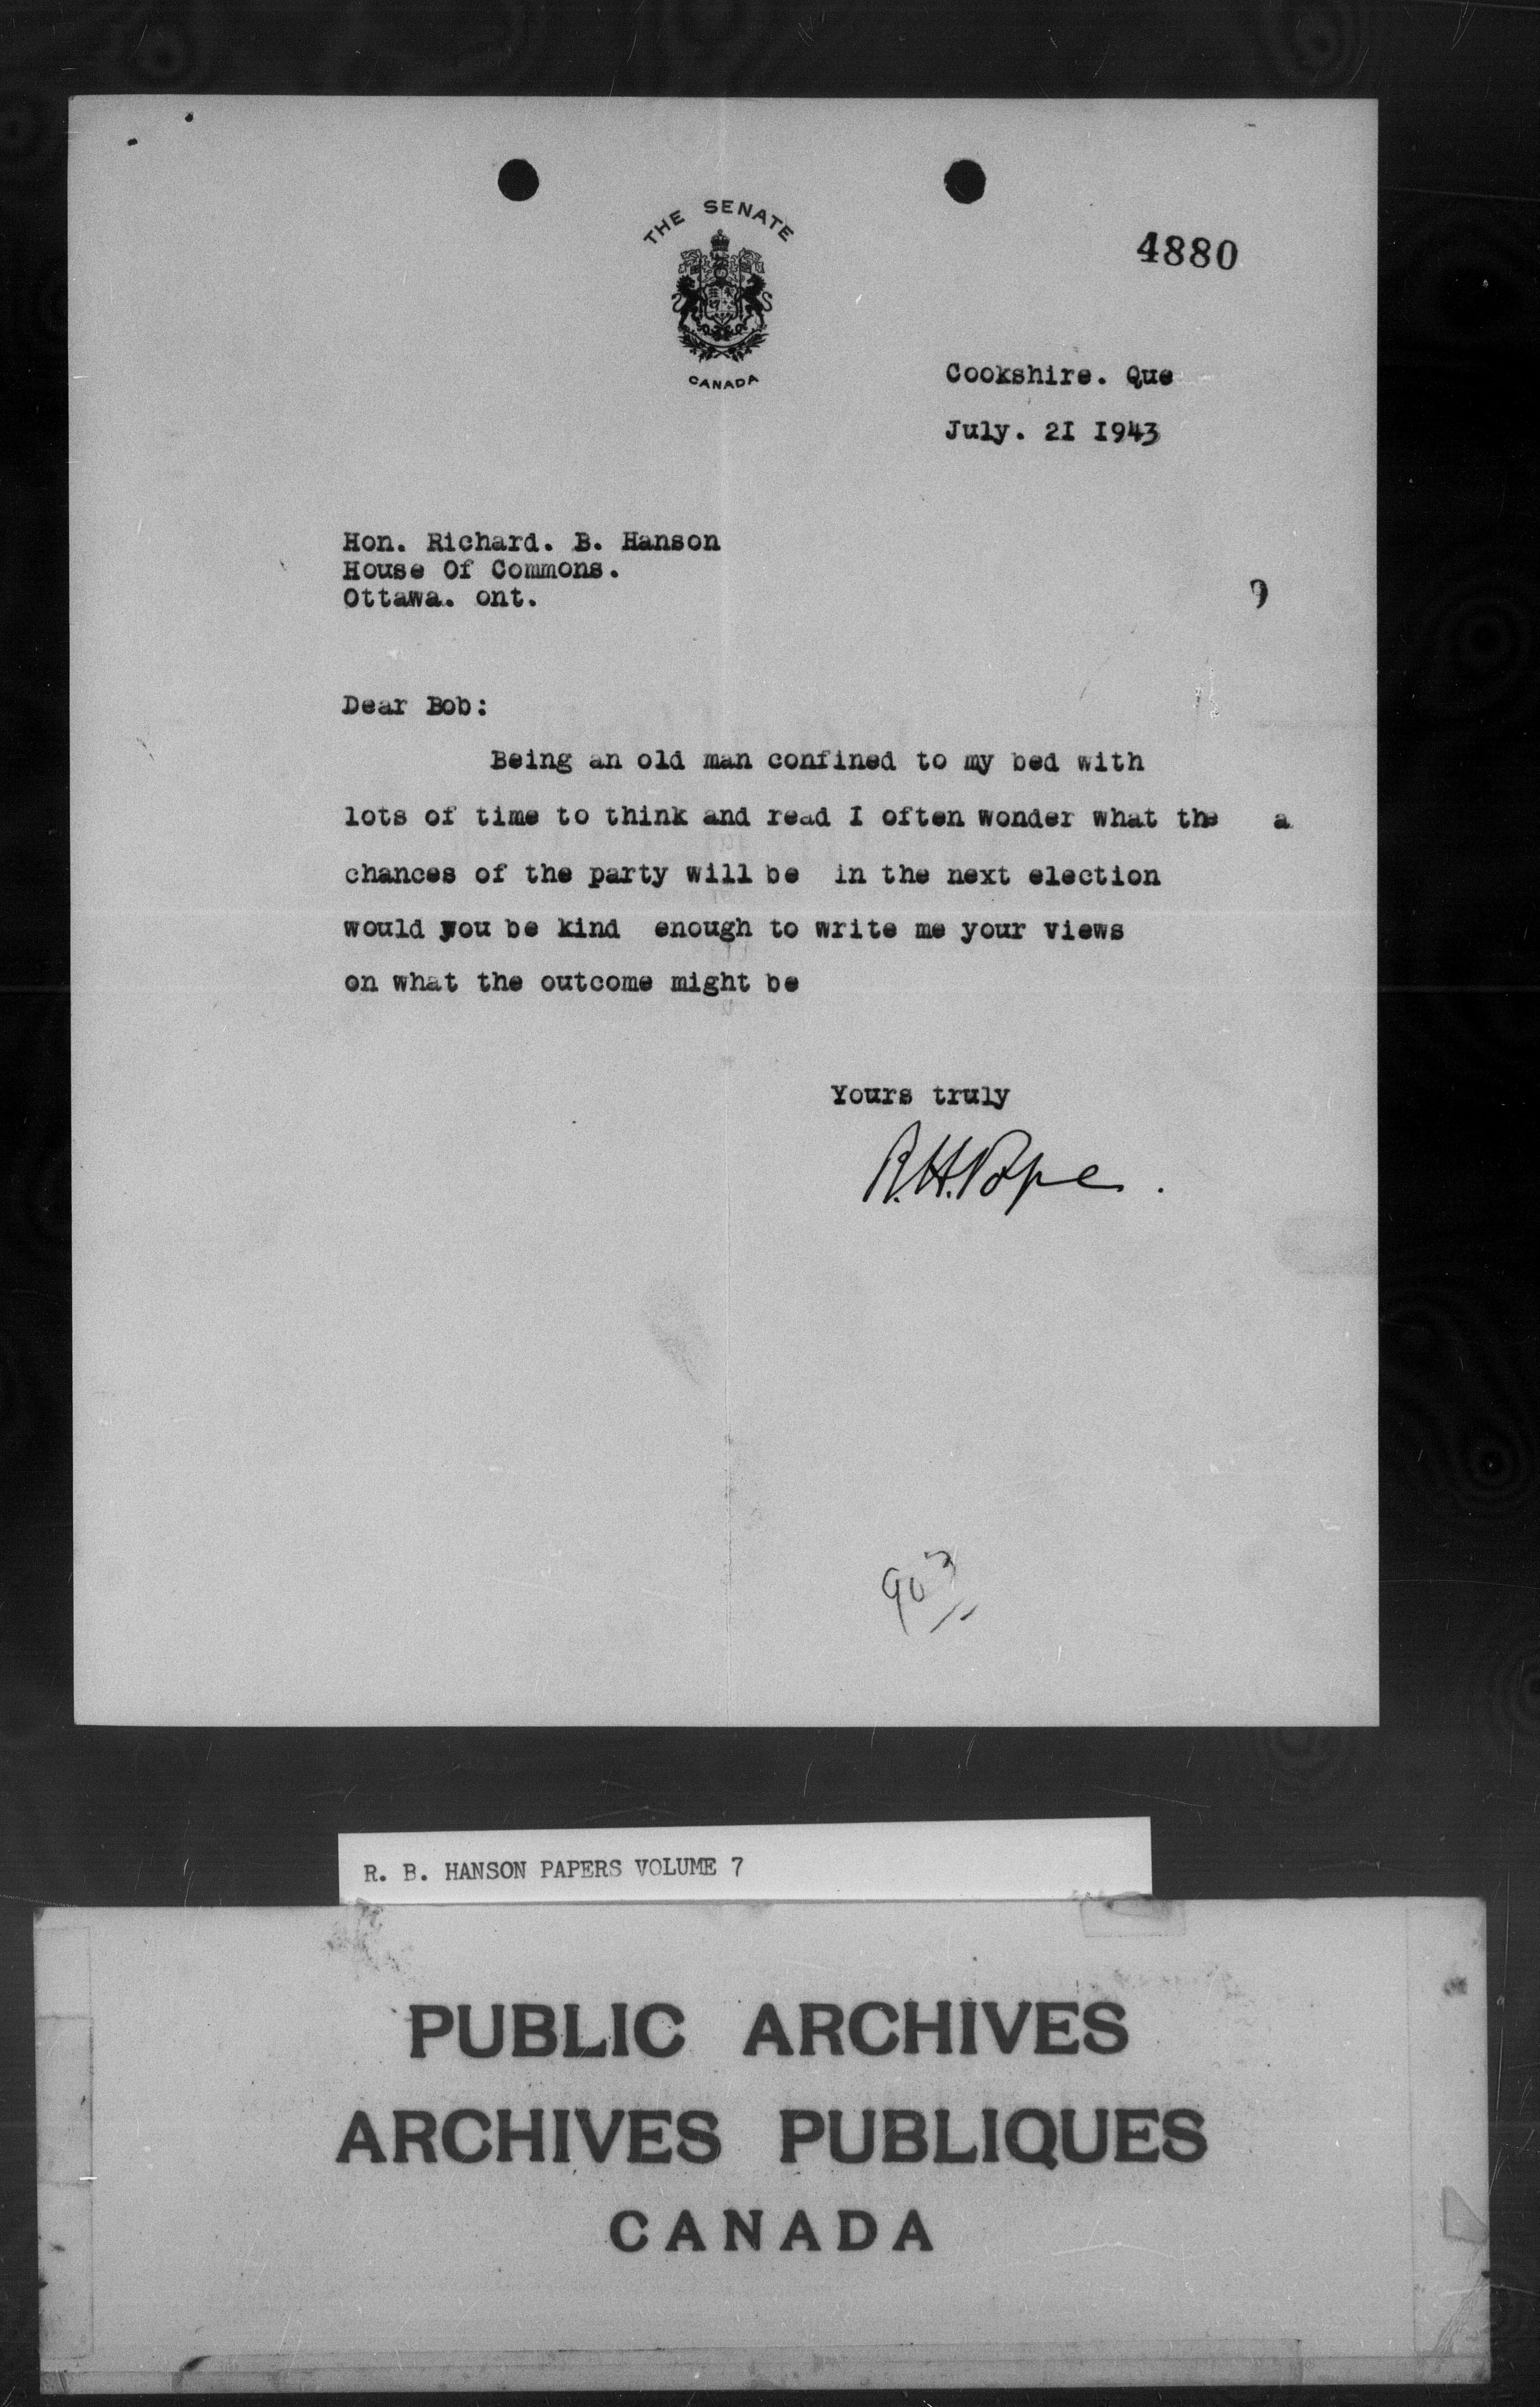 THE SENATE
CANADA
4880
Cookshire. Que
July. 2I I943
Hon. Richard. B. Hanson
House Of Commons.
Ottawa. ont.
9
Dear Bob:
Being an old man confined to my bed with
lots of time to think and read I often wonder what the a
chances of the party will be in the next election
would you be kind enough to write me your views
on what the outcome might be
Yours truly
R.H.Pope.
903
R. B. HANSON PAPERS VOLUME 7
PUBLIC ARCHIVES
ARCHIVES PUBLIQUES
CANADA